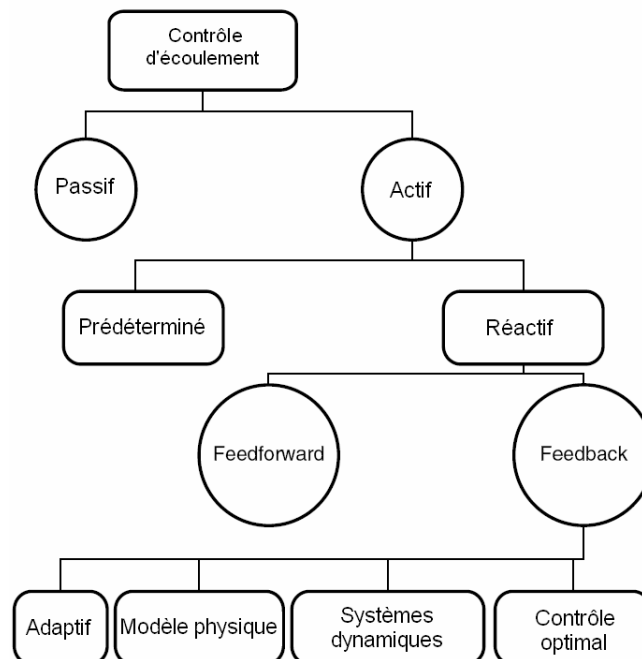 Contrôle
d'écoulement
Passif
Actif
Prédéterminé
Réactif
Feedforward
Feedback
Adaptif
Modèle physique
Systèmes
dynamiques
Contrôle
optimal